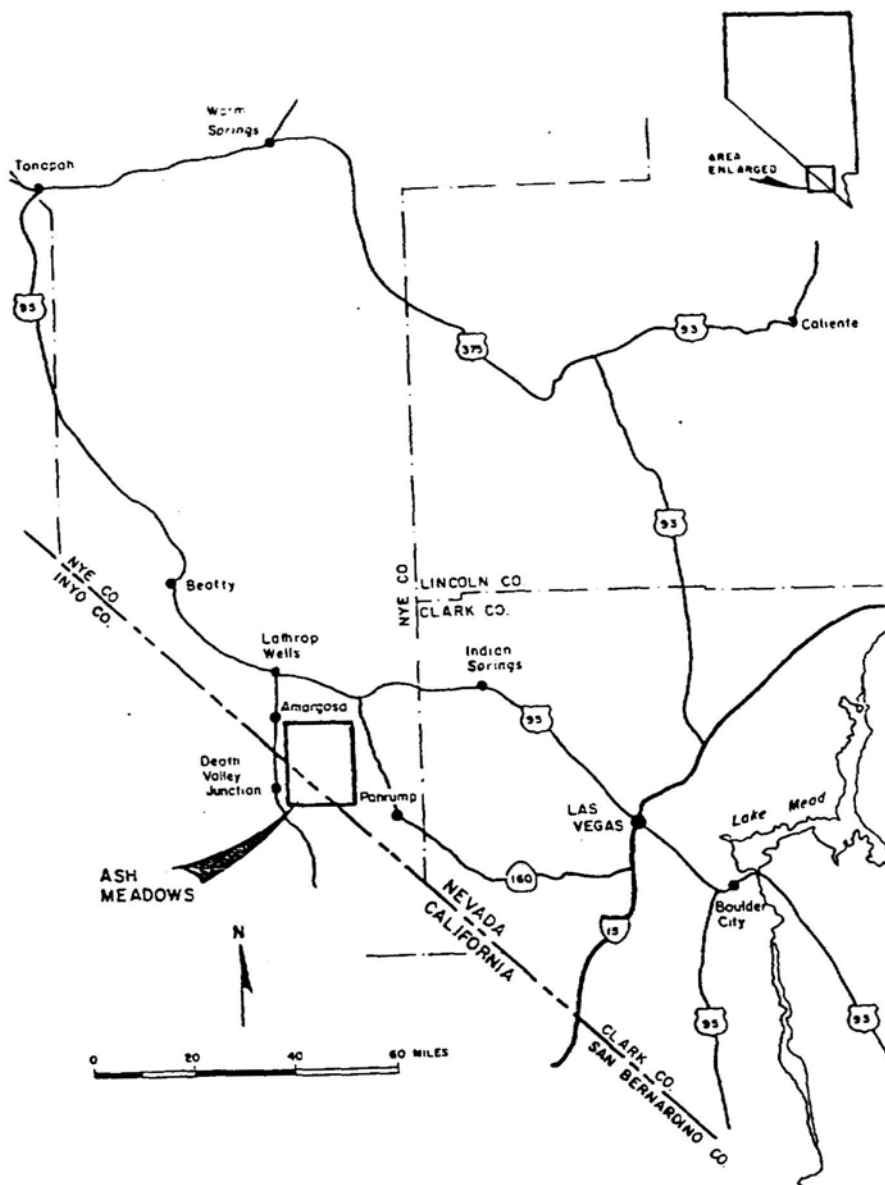 Warm
Springs
Tonapah
AREA
ENLARGED
95
93
Caliente
375
93
NYE CO.
INYO CO.
Beatty
NYE CO.
LINCOLN CO.
CLARK CO.
Lathrop
Wells
Indian
Springs
95
Amargosa
Death
Valley
Junction
Pahrump
LAS
VEGAS
Lake Mead
ASH
MEADOWS
160
NEVADA
CALIFORNIA
Boulder
City
15
N
95
93
0 20 40 60 MILES
CLARK CO.
SAN BERNARDINO CO.